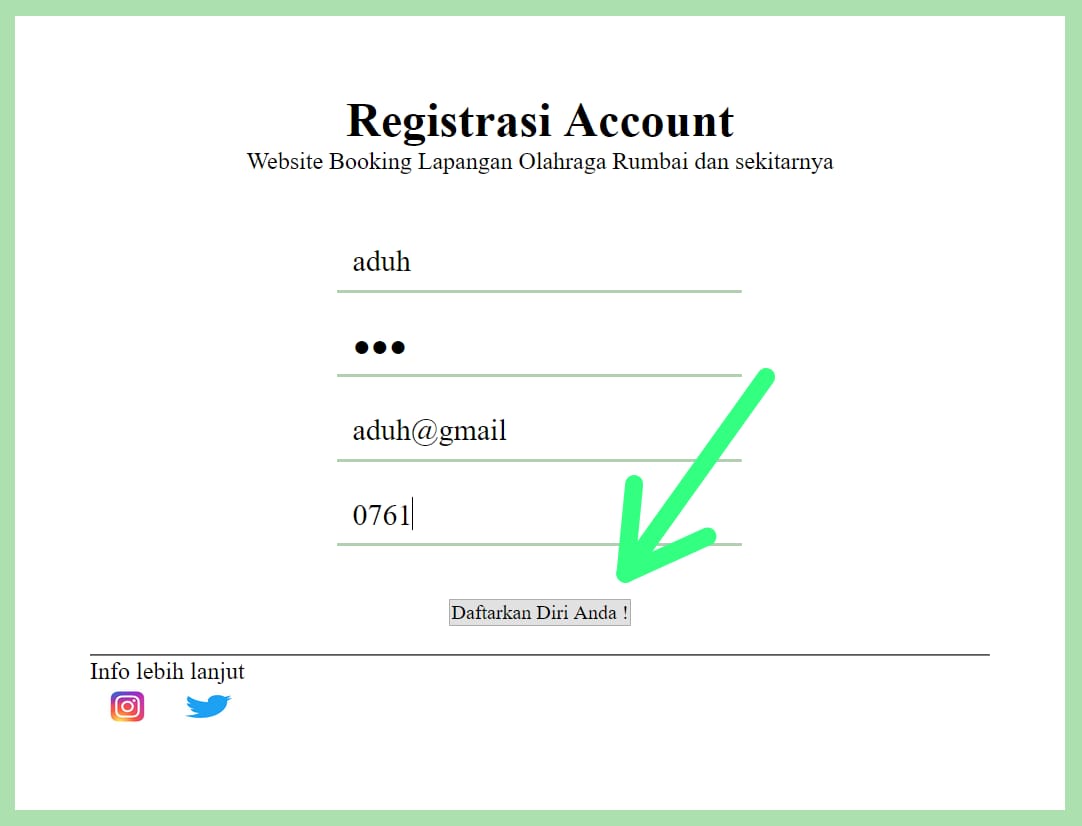 Registrasi Account
Website Booking Lapangan Olahraga Rumbai dan sekitarnya
aduh
•••
aduh@gmail
0761
Daftarkan Diri Anda !
Info lebih lanjut